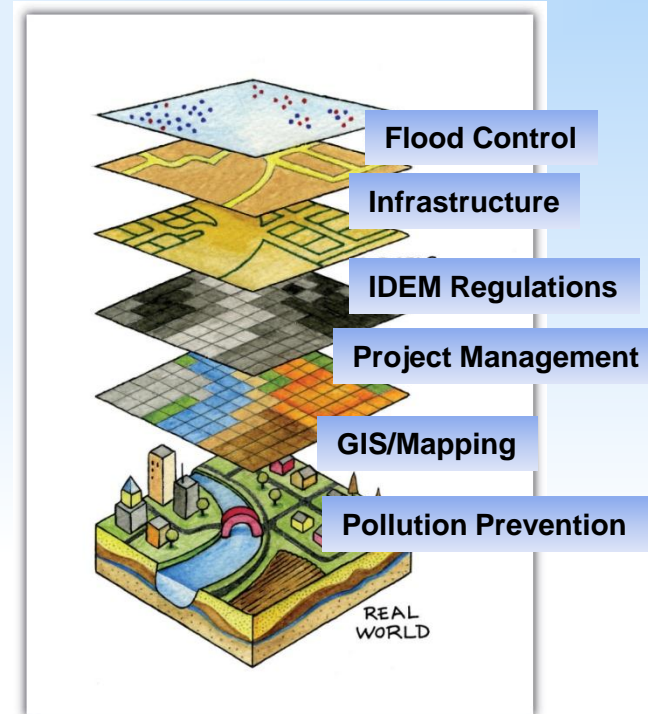 Flood Control
Infrastructure
IDEM Regulations
Project Management
GIS/Mapping
Pollution Prevention
REAL
WORLD